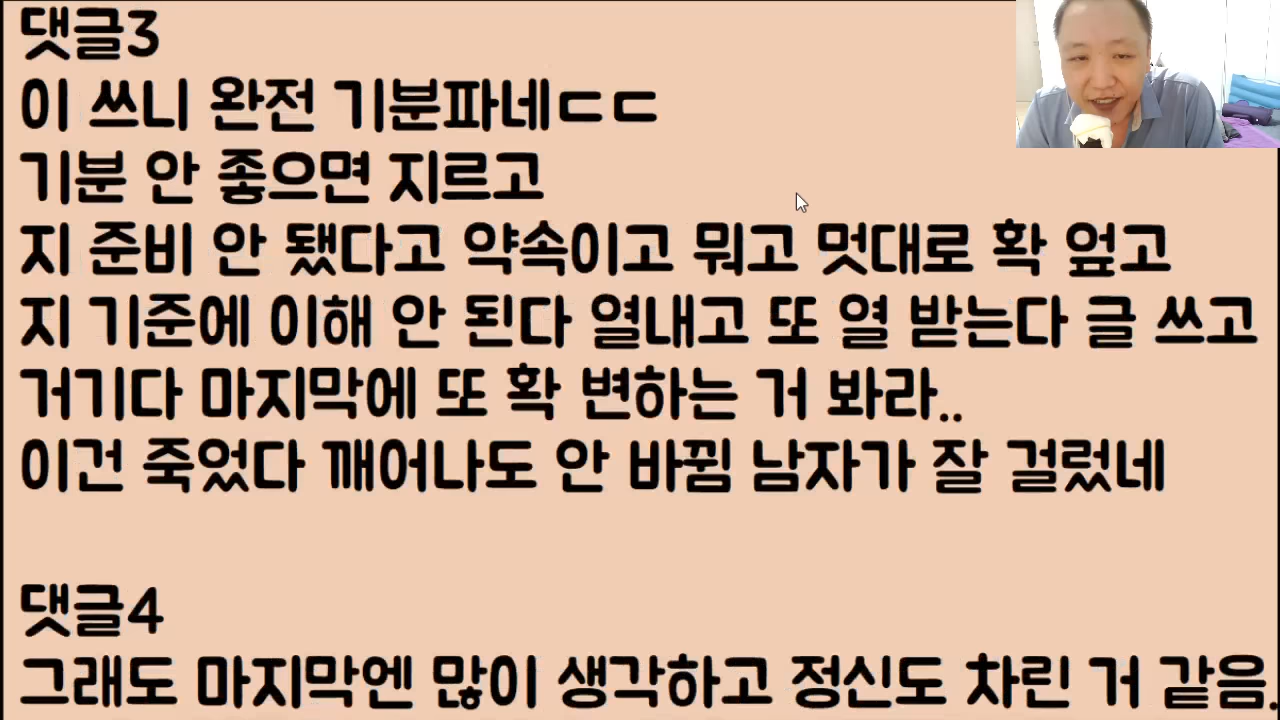 댓글3
이 쓰니 완전 기분파네ㄷㄷ
기분 안 좋으면 지르고
지 준비 안 됐다고 약속이고 뭐고 멋대로 확 엎고
지 기준에 이해 안 된다 열내고 또 열 받는다 글 쓰고
거기다 마지막에 또 확 변하는 거 봐라..
이건 죽었다 깨어나도 안 바뀜 남자가 잘 걸렀네
댓글4
그래도 마지막엔 많이 생각하고 정신도 차린 거 같음.